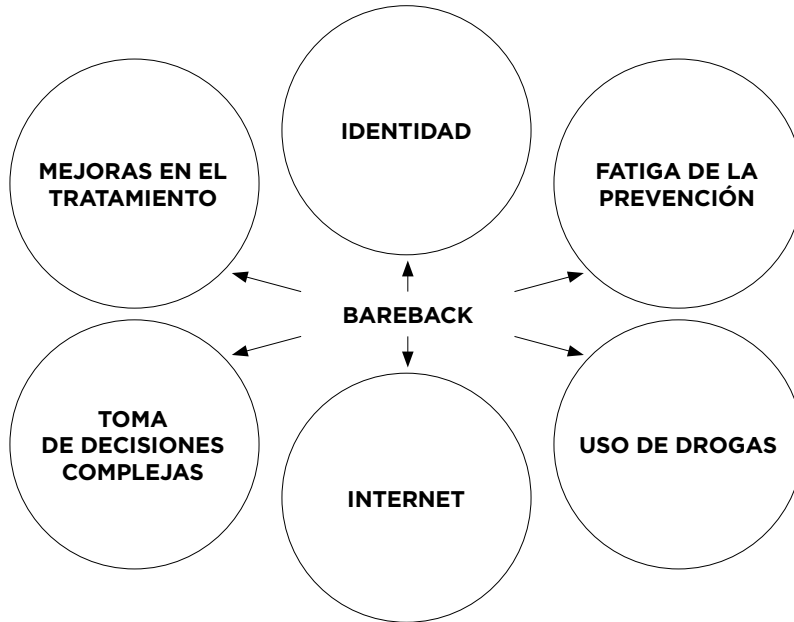 IDENTIDAD
MEJORAS EN EL
TRATAMIENTO
FATIGA DE LA
PREVENCIÓN
BAREBACK
TOMA
DE DECISIONES
COMPLEJAS
USO DE DROGAS
INTERNET